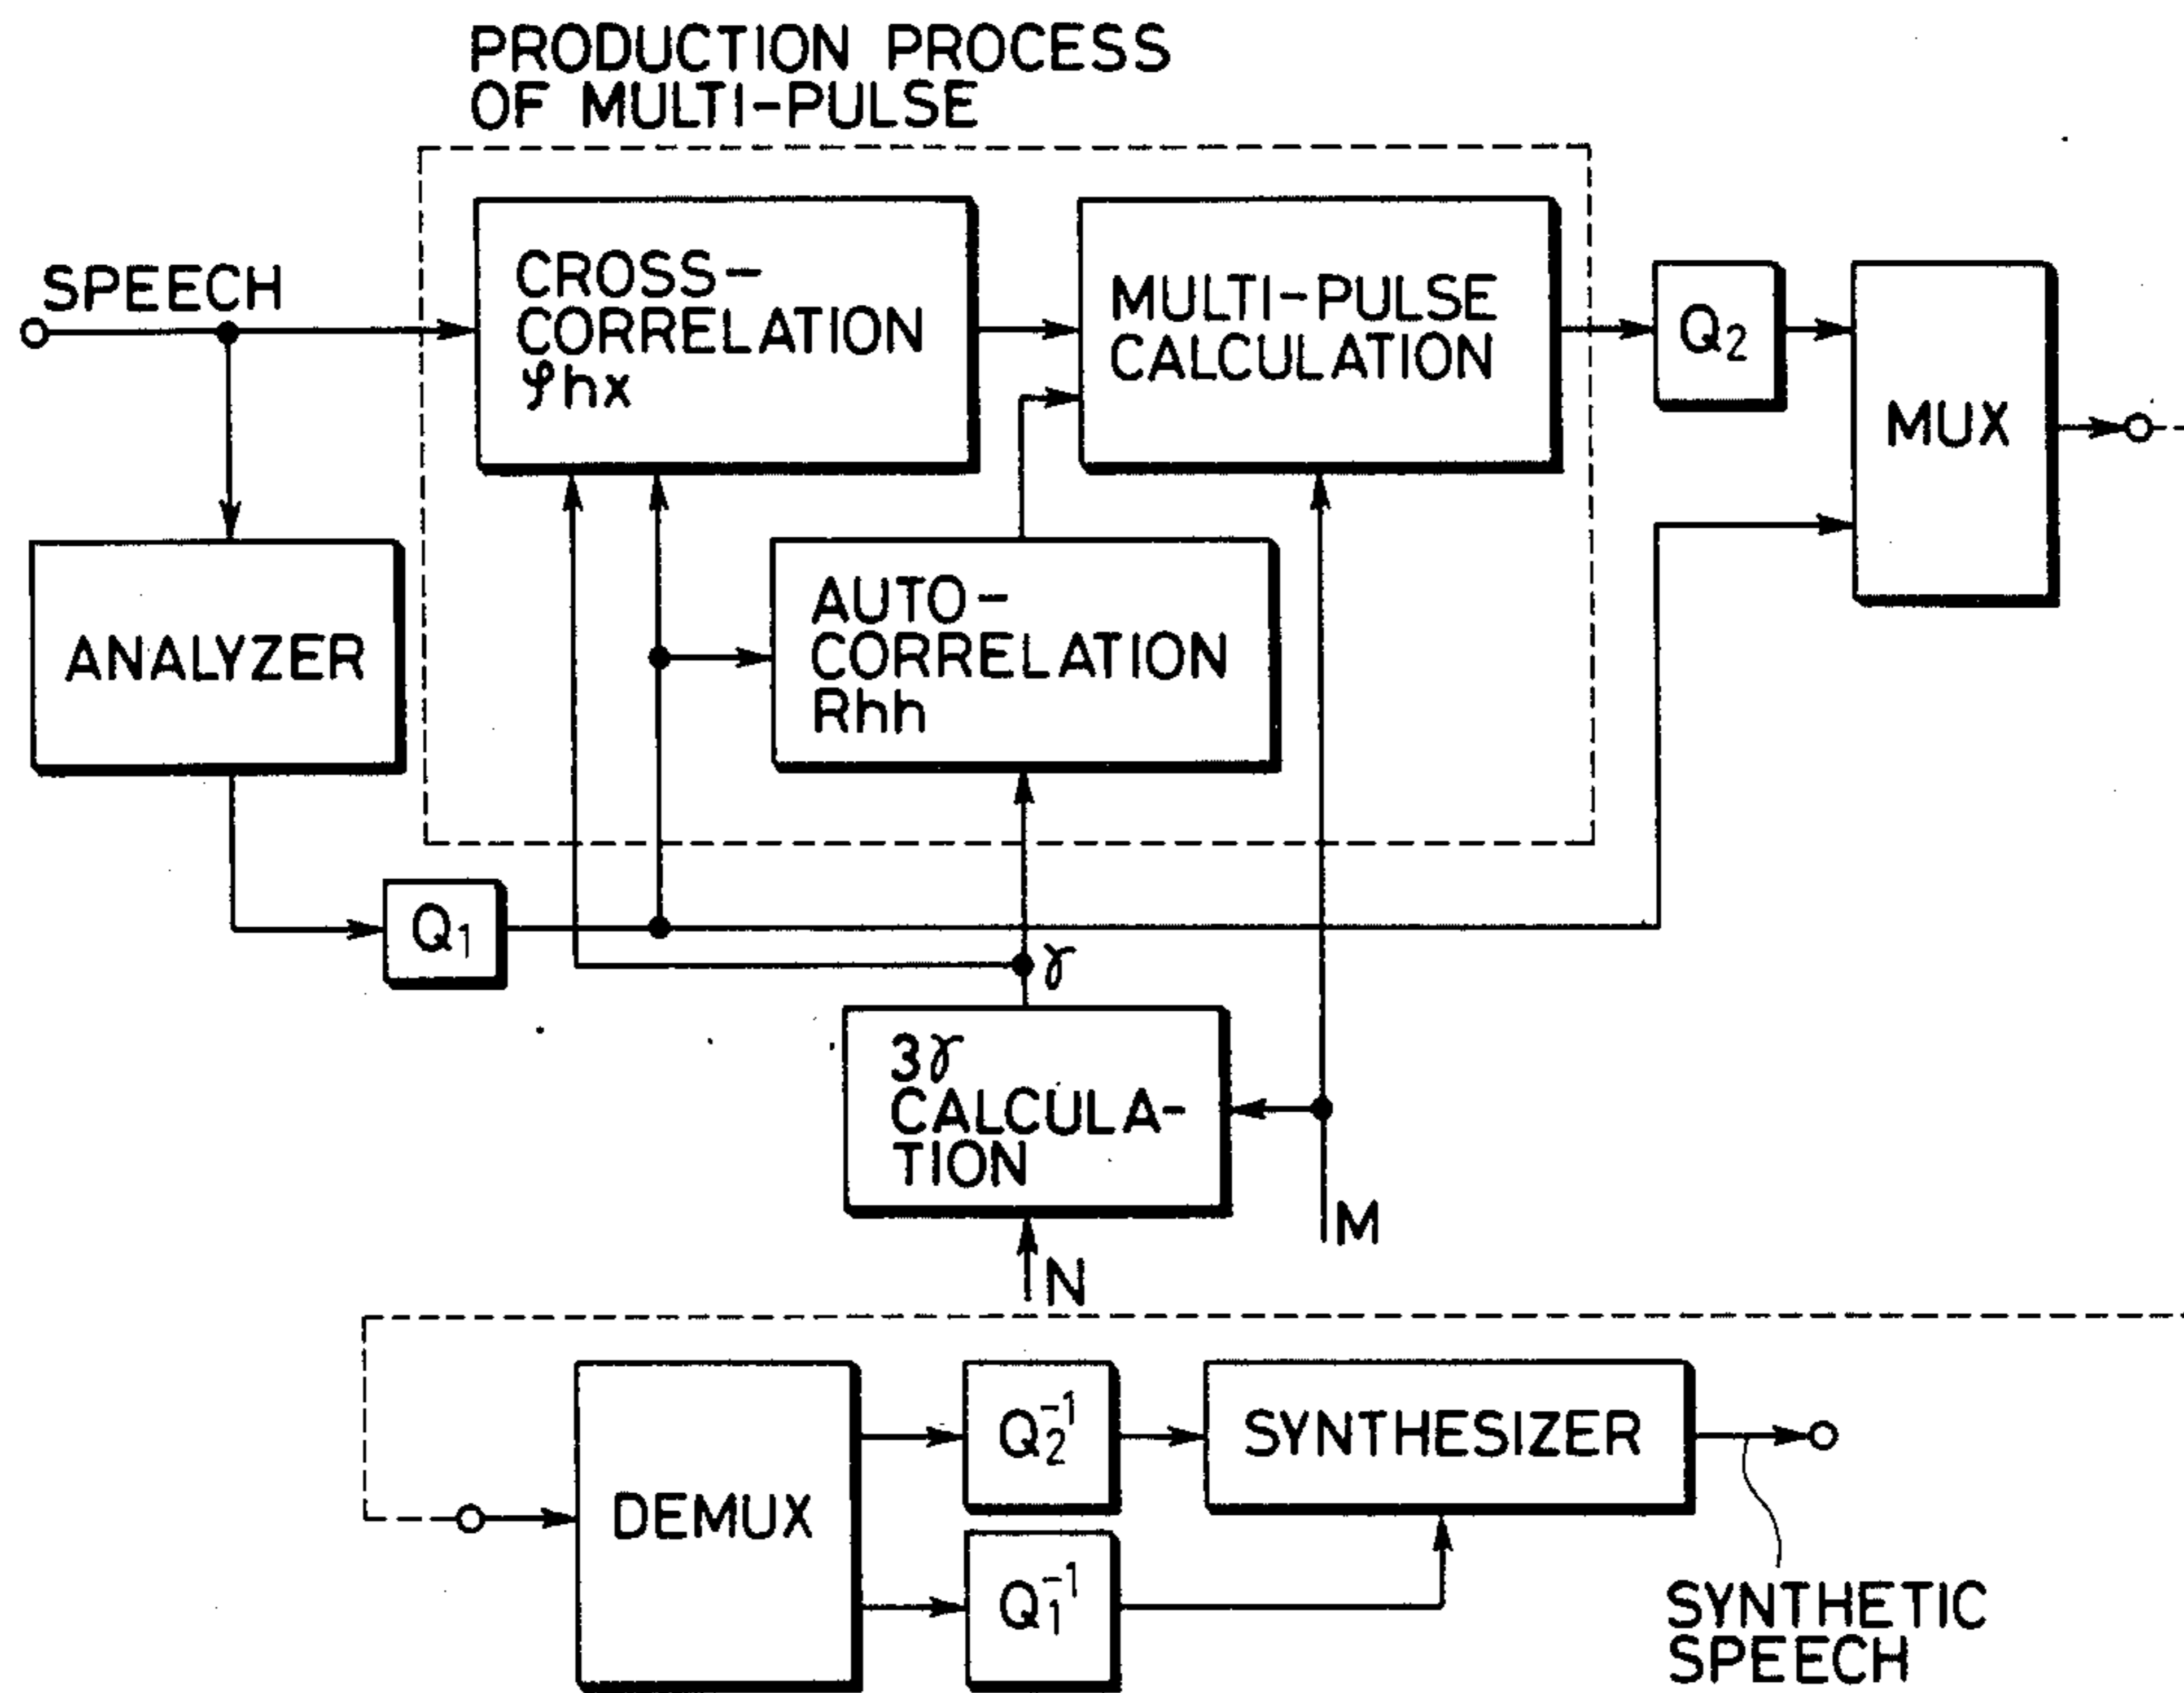 PRODUCTION PROCESS
OF MULTI-PULSE
SPEECH
CROSS-
CORRELATION
φhx
MULTI-PULSE
CALCULATION
Q2
MUX
ANALYZER
AUTO-
CORRELATION
Rhh
Q1
γ
3γ
CALCULA-
TION
M
N
DEMUX
Q2^-1
SYNTHESIZER
Q1^-1
SYNTHETIC
SPEECH